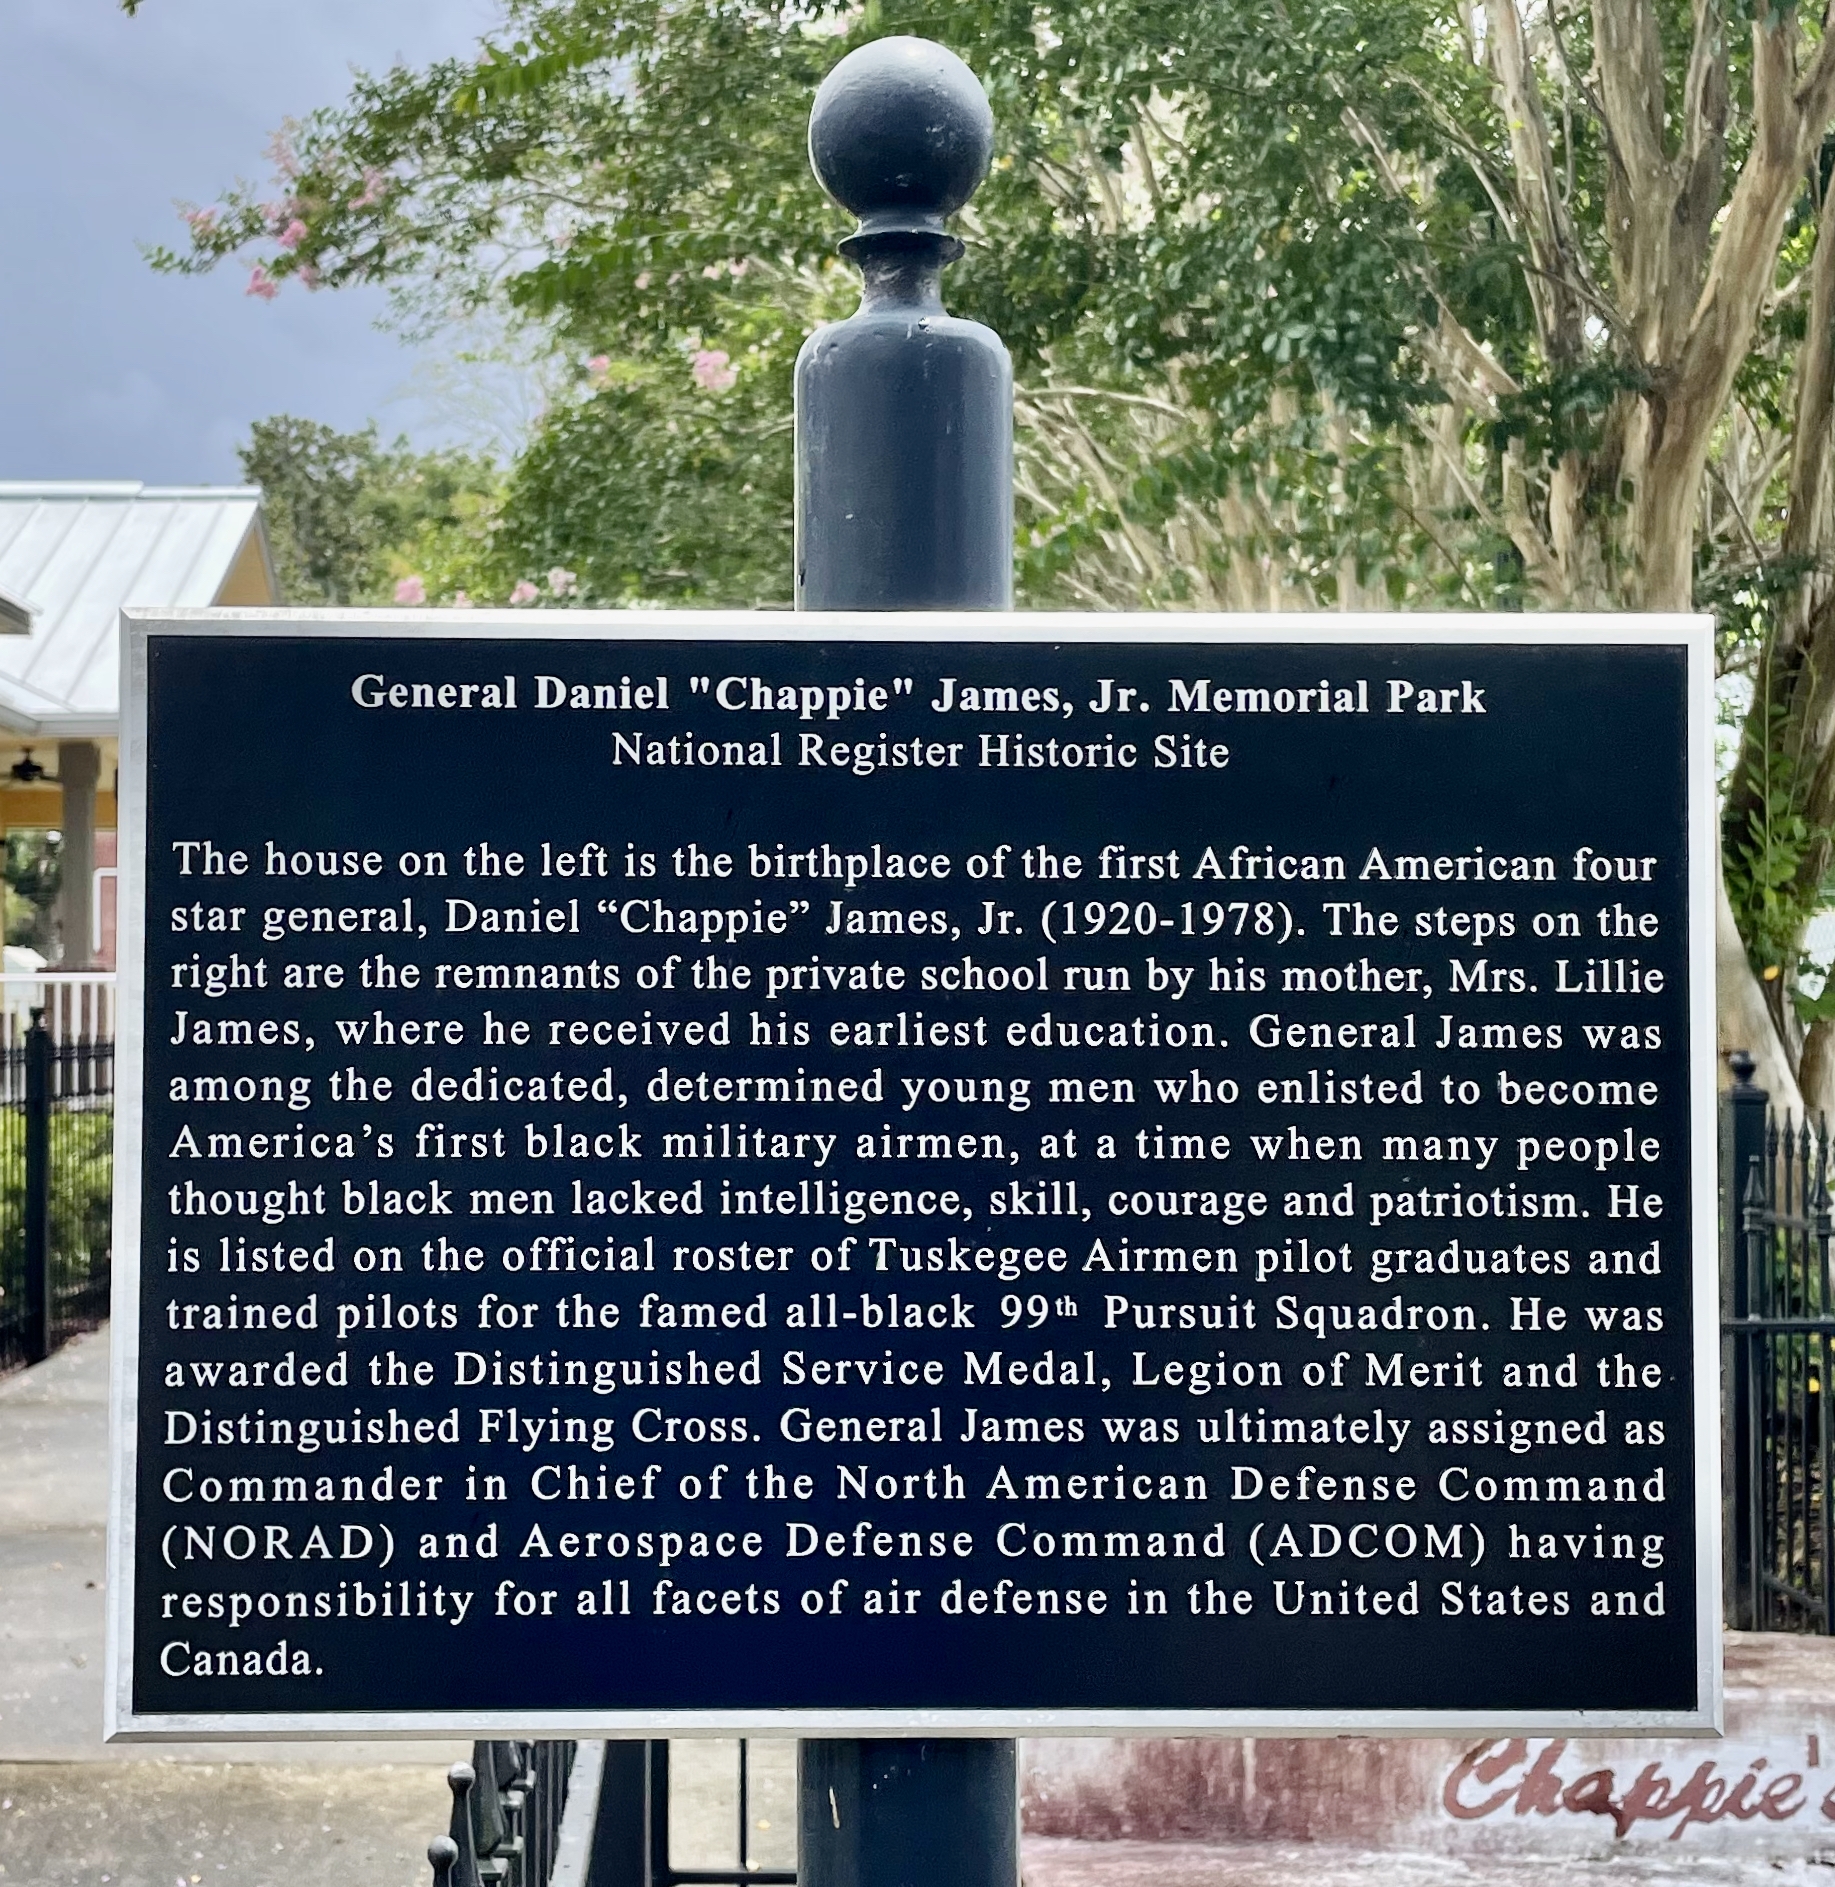 General Daniel "Chappie" James, Jr. Memorial Park
National Register Historic Site
The house on the left is the birthplace of the first African American four
star general, Daniel “Chappie” James, Jr. (1920-1978). The steps on the
right are the remnants of the private school run by his mother, Mrs. Lillie
James, where he received his earliest education. General James was
among the dedicated, determined young men who enlisted to become
America’s first black military airmen, at a time when many people
thought black men lacked intelligence, skill, courage and patriotism. He
is listed on the official roster of Tuskegee Airmen pilot graduates and
trained pilots for the famed all-black 99th Pursuit Squadron. He was
awarded the Distinguished Service Medal, Legion of Merit and the
Distinguished Flying Cross. General James was ultimately assigned as
Commander in Chief of the North American Defense Command
(NORAD) and Aerospace Defense Command (ADCOM) having
responsibility for all facets of air defense in the United States and
Canada.
Chappie's